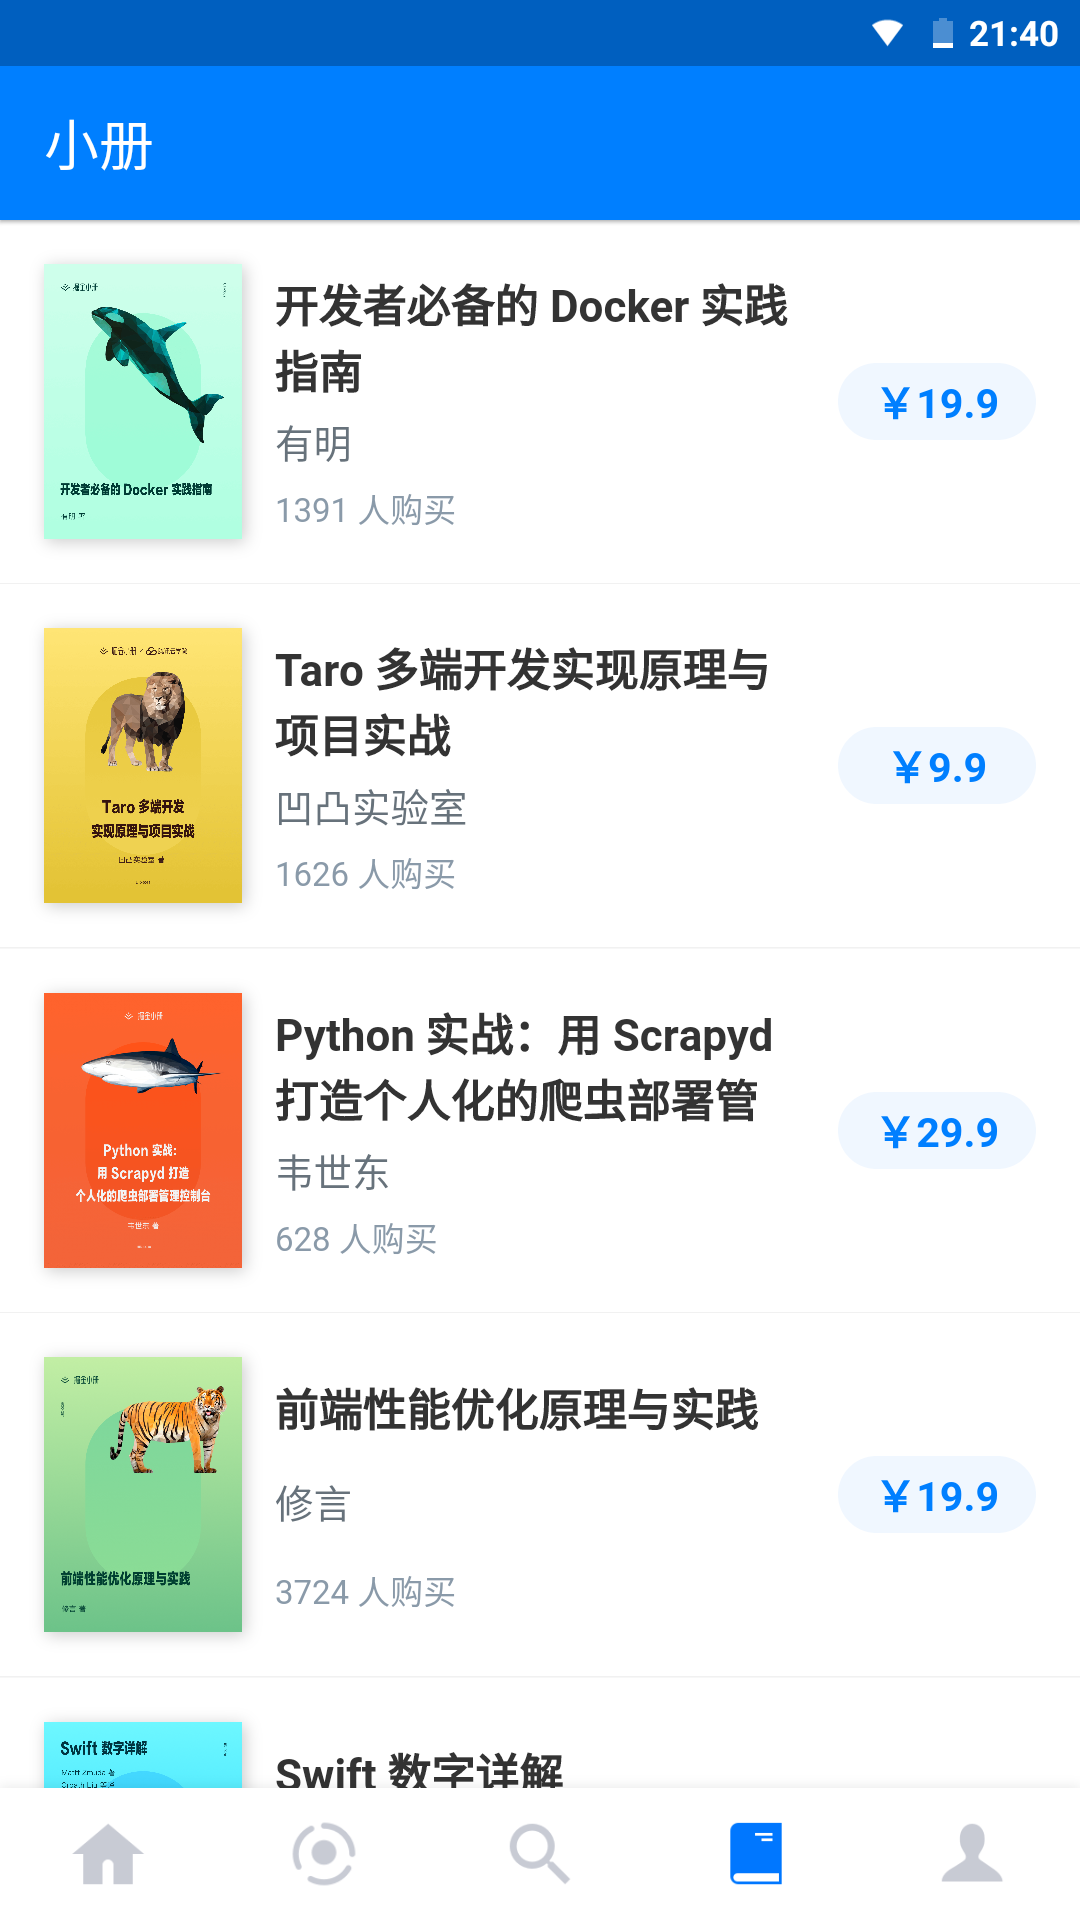 21:40
小册
掘金小册
开发者必备的 Docker 实践指南
开发者必备的 Docker 实践
指南
有明
1391 人购买
¥19.9
Taro 多端开发
实现原理与项目实战
凹凸实验室 著
Taro 多端开发实现原理与
项目实战
凹凸实验室
1626 人购买
¥9.9
掘金小册
Python 实战：
用 Scrapyd 打造
个人化的爬虫部署管理控制台
韦世东 著
Python 实战：用 Scrapyd
打造个人化的爬虫部署管
韦世东
628 人购买
¥29.9
掘金小册
前端性能优化原理与实践
修言 著
前端性能优化原理与实践
修言
3724 人购买
¥19.9
Swift 数字详解
Swift 数字详解